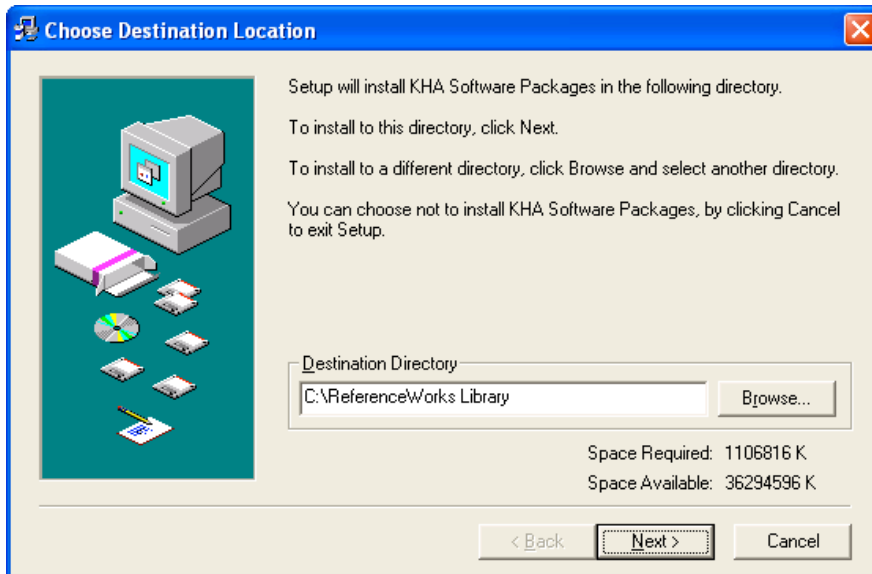 Choose Destination Location
Setup will install KHA Software Packages in the following directory.
To install to this directory, click Next.
To install to a different directory, click Browse and select another directory.
You can choose not to install KHA Software Packages, by clicking Cancel
to exit Setup.
Destination Directory
C:\ReferenceWorks Library
Browse...
Space Required: 1106816 K
Space Available: 36294596 K
< Back
Next >
Cancel